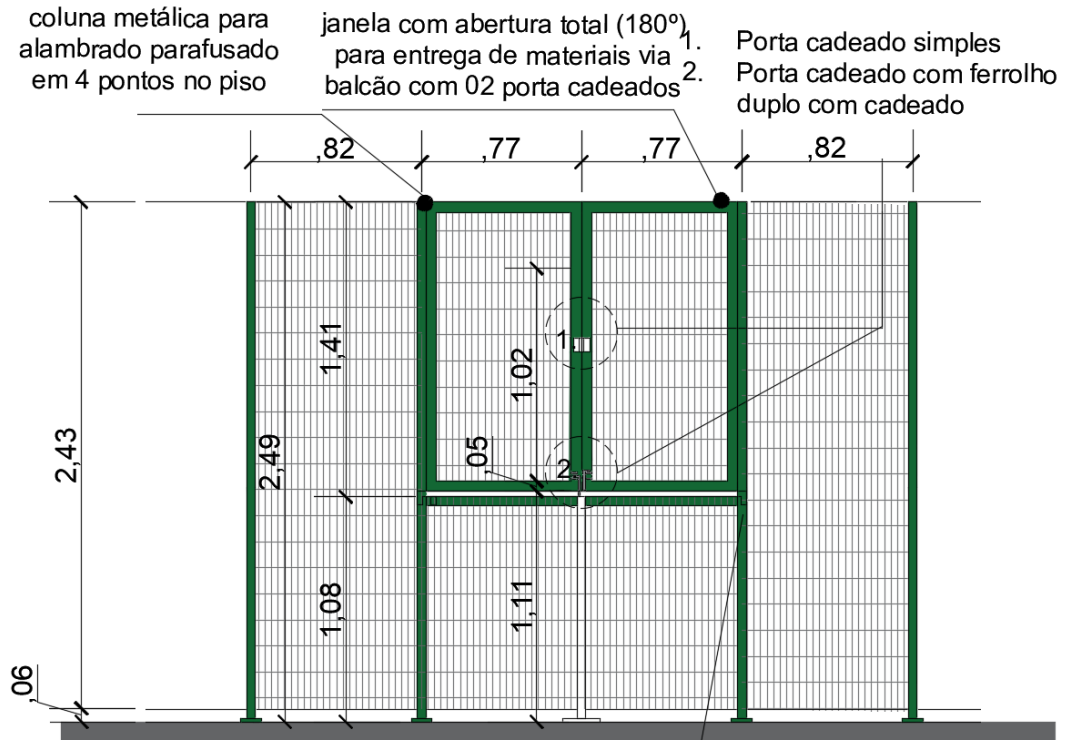 coluna metálica para
alambrado parafusado
em 4 pontos no piso
janela com abertura total (180º)
para entrega de materiais via
balcão com 02 porta cadeados
1. Porta cadeado simples
2. Porta cadeado com ferrolho
duplo com cadeado
,82
,77
,77
,82
1,41
1,02
1.
2,43
2,49
,05
2
1,08
1,11
,06